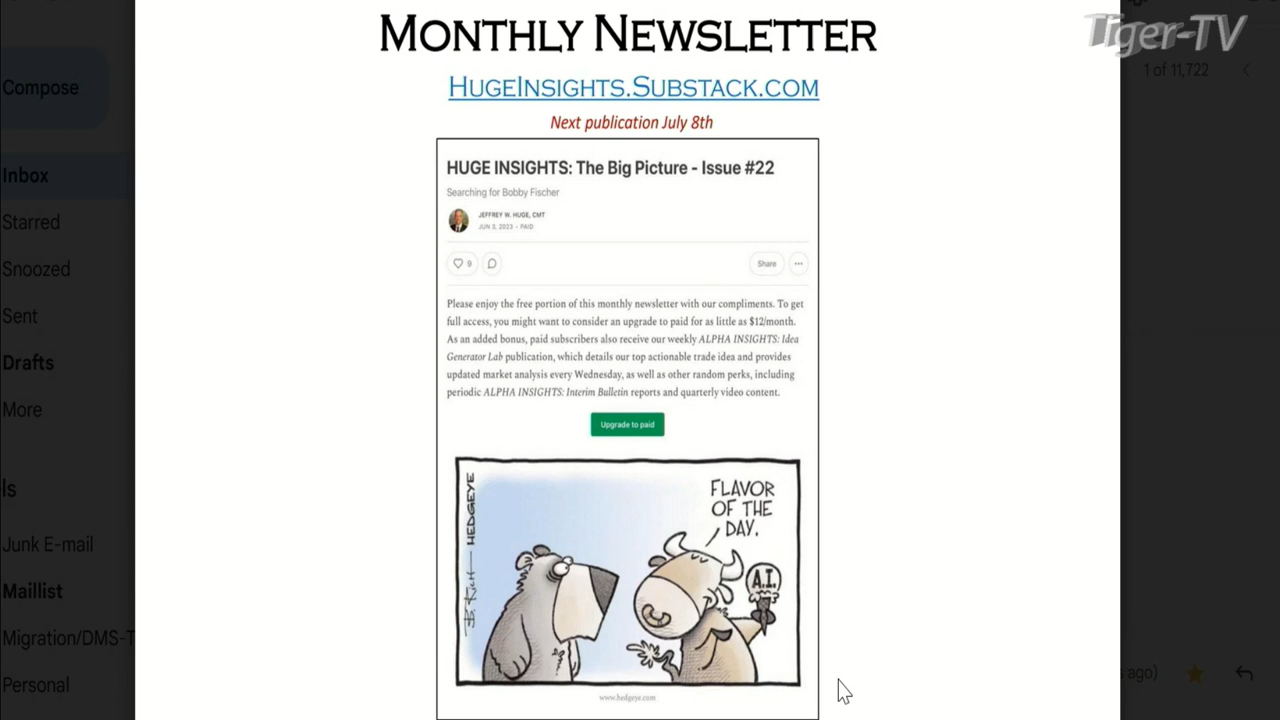 MONTHLY NEWSLETTER
Tiger-TV
1 of 11,722
HUGEINSIGHTS.SUBSTACK.COM
Compose
Next publication July 8th
HUGE INSIGHTS: The Big Picture - Issue #22
Inbox
Searching for Bobby Fischer
JEFFREY W. HUGE, CMT
Starred
JUN 3, 2023 • PAID
Snoozed
9
Share
Sent
Please enjoy the free portion of this monthly newsletter with our compliments. To get
full access, you might want to consider an upgrade to paid for as little as $12/month.
As an added bonus, paid subscribers also receive our weekly ALPHA INSIGHTS: Idea
Generator Lab publication, which details our top actionable trade idea and provides
updated market analysis every Wednesday, as well as other random perks, including
periodic ALPHA INSIGHTS: Interim Bulletin reports and quarterly video content.
Drafts
More
Upgrade to paid
ls
FLAVOR
OF THE
DAY.
A.I.
B. RICH — HEDGEYE
Junk E-mail
Maillist
Migration/DMS-T
Personal
s ago)
www.hedgeye.com